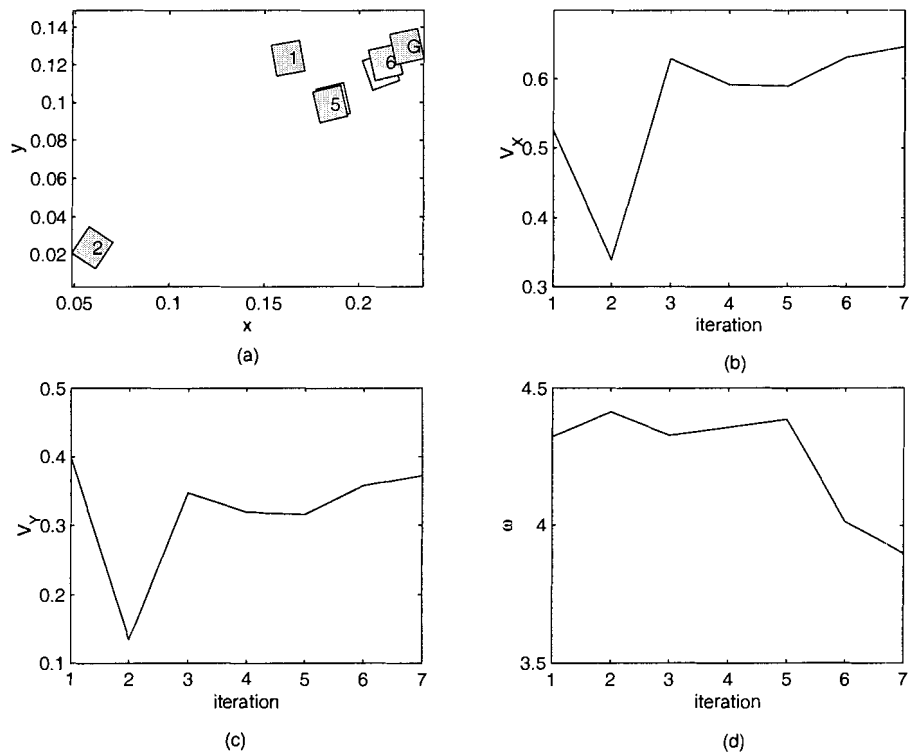 0.14
0.12
0.1
0.08
0.06
0.04
0.02
y
1
5
6
G
2
0.05 0.1 0.15 0.2
x
(a)
0.6
0.5
0.4
0.3
V_X
1 2 3 4 5 6 7
iteration
(b)
0.5
0.4
0.3
0.2
0.1
V_Y
1 2 3 4 5 6 7
iteration
(c)
4.5
4
3.5
ω
1 2 3 4 5 6 7
iteration
(d)